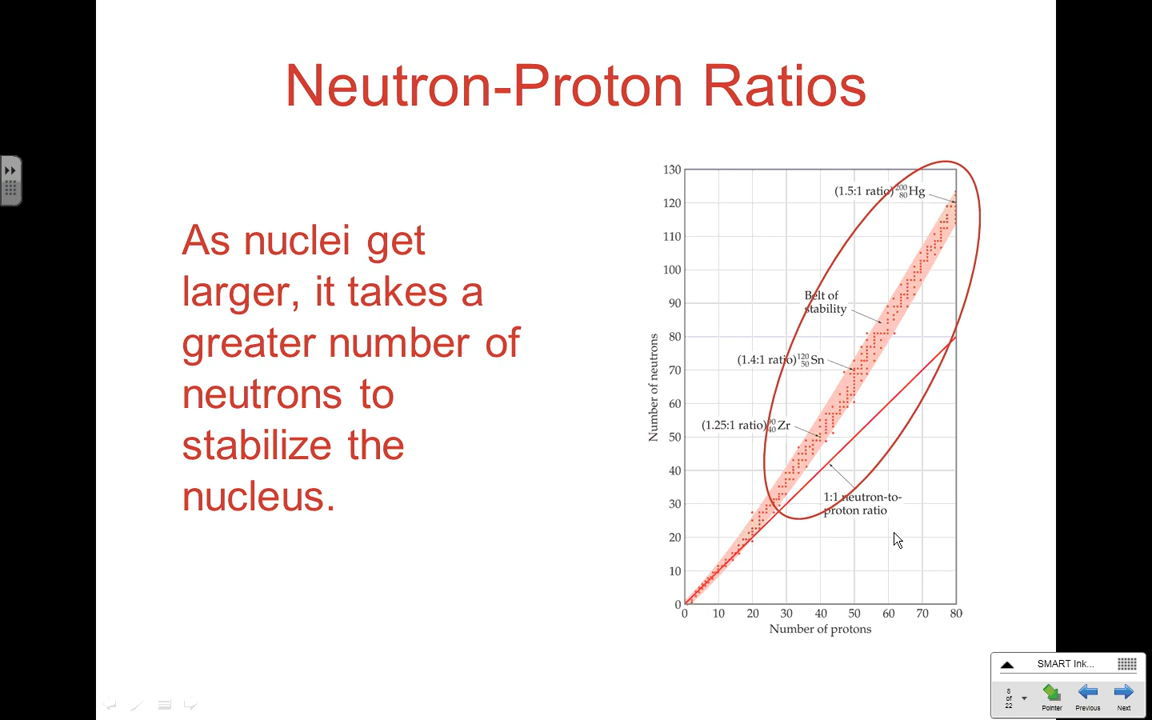 Neutron-Proton Ratios
As nuclei get
larger, it takes a
greater number of
neutrons to
stabilize the
nucleus.
130
120
110
100
90
80
70
60
50
40
30
20
10
0
Number of neutrons
(1.5:1 ratio) 200 80 Hg
Belt of
stability
(1.4:1 ratio) 120 50 Sn
(1.25:1 ratio) 90 40 Zr
1:1 neutron-to-
proton ratio
0 10 20 30 40 50 60 70 80
Number of protons
SMART Ink...
8
of
22
Pointer Previous Next